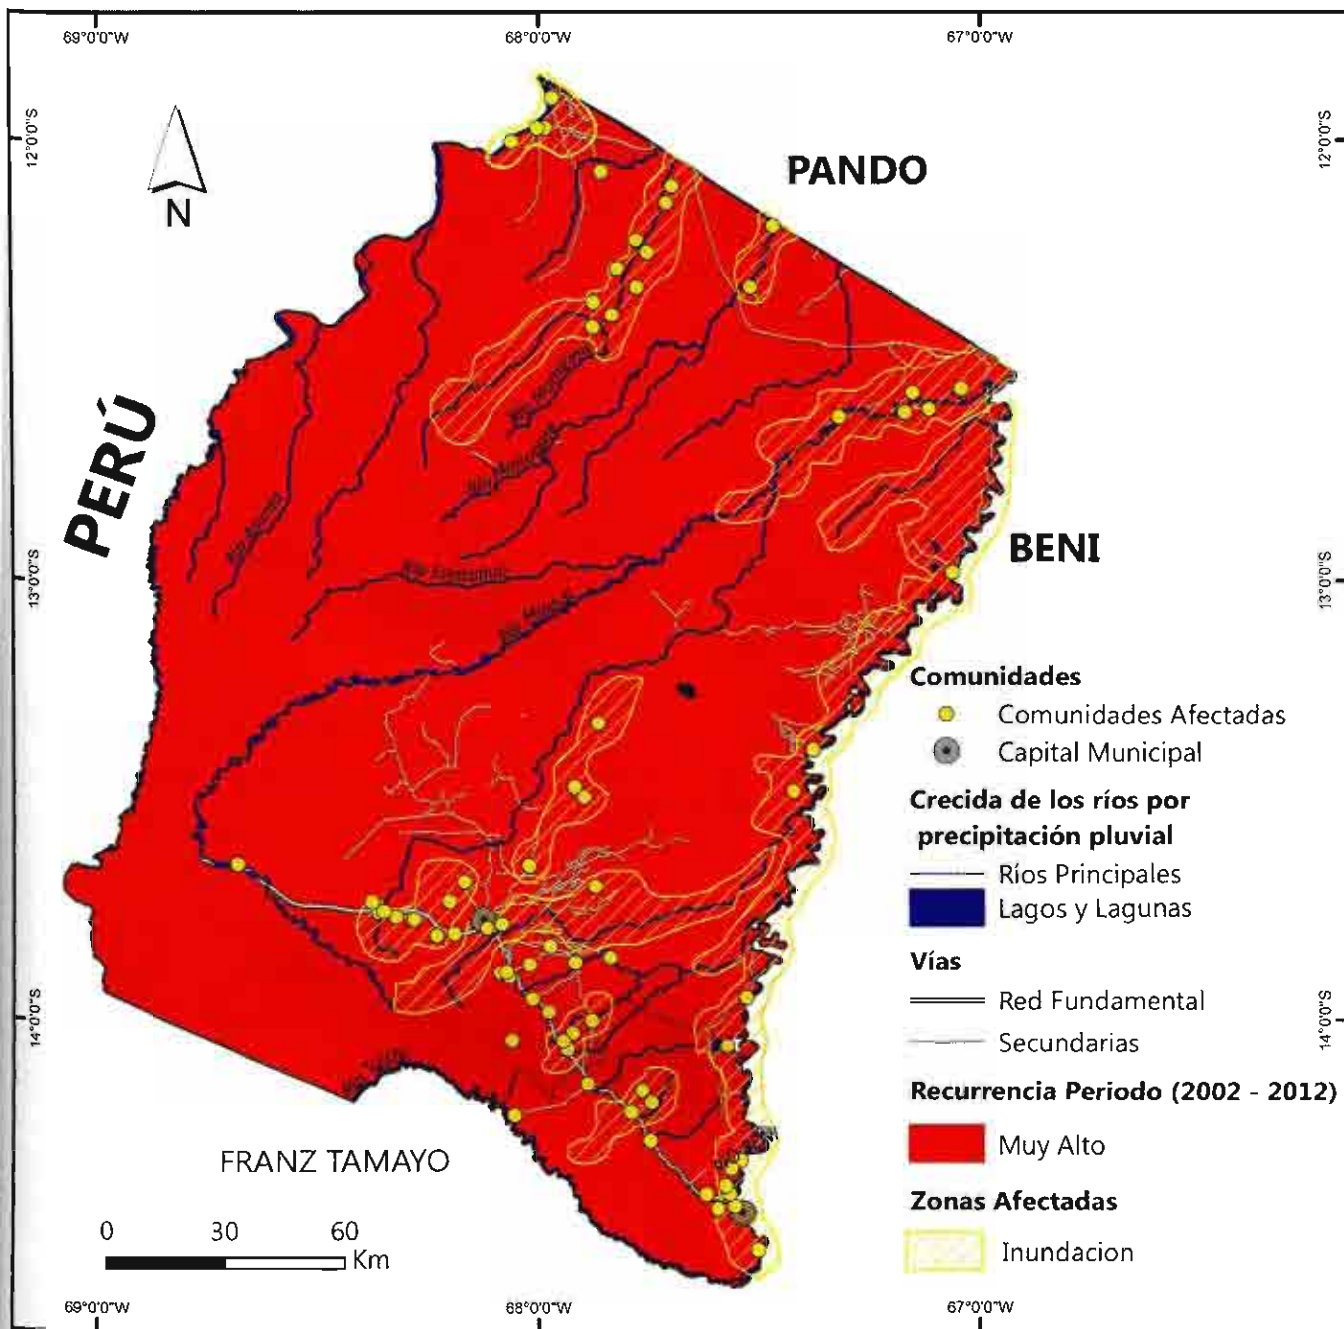 69°0'0"W
68°0'0"W
67°0'0"W
12°0'0"S
12°0'0"S
N
PANDO
PERÚ
BENI
13°0'0"S
13°0'0"S
Comunidades
Comunidades Afectadas
Capital Municipal
Crecida de los ríos por
precipitación pluvial
Ríos Principales
Lagos y Lagunas
Vías
Red Fundamental
Secundarias
14°0'0"S
14°0'0"S
Recurrencia Periodo (2002 - 2012)
Muy Alto
FRANZ TAMAYO
Zonas Afectadas
Inundacion
0 30 60
Km
69°0'0"W
68°0'0"W
67°0'0"W